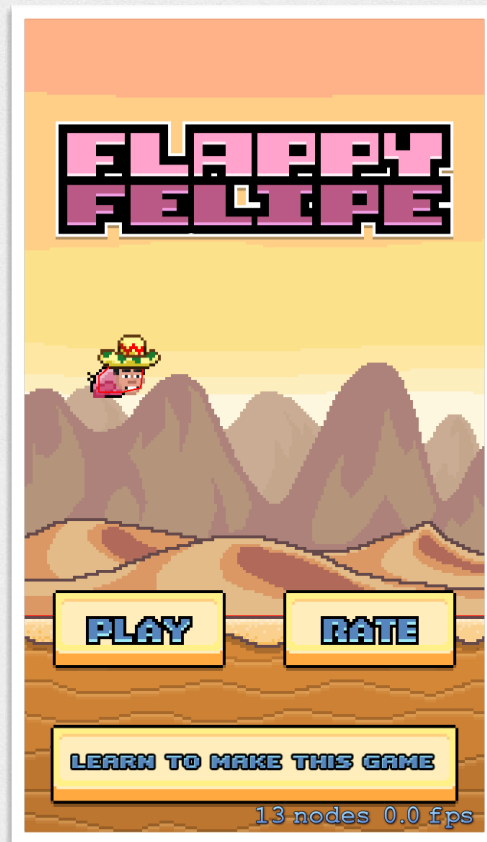 FLAPPY
FELIPE
PLAY
RATE
LEARN TO MAKE THIS GAME
13 nodes 0.0 fps